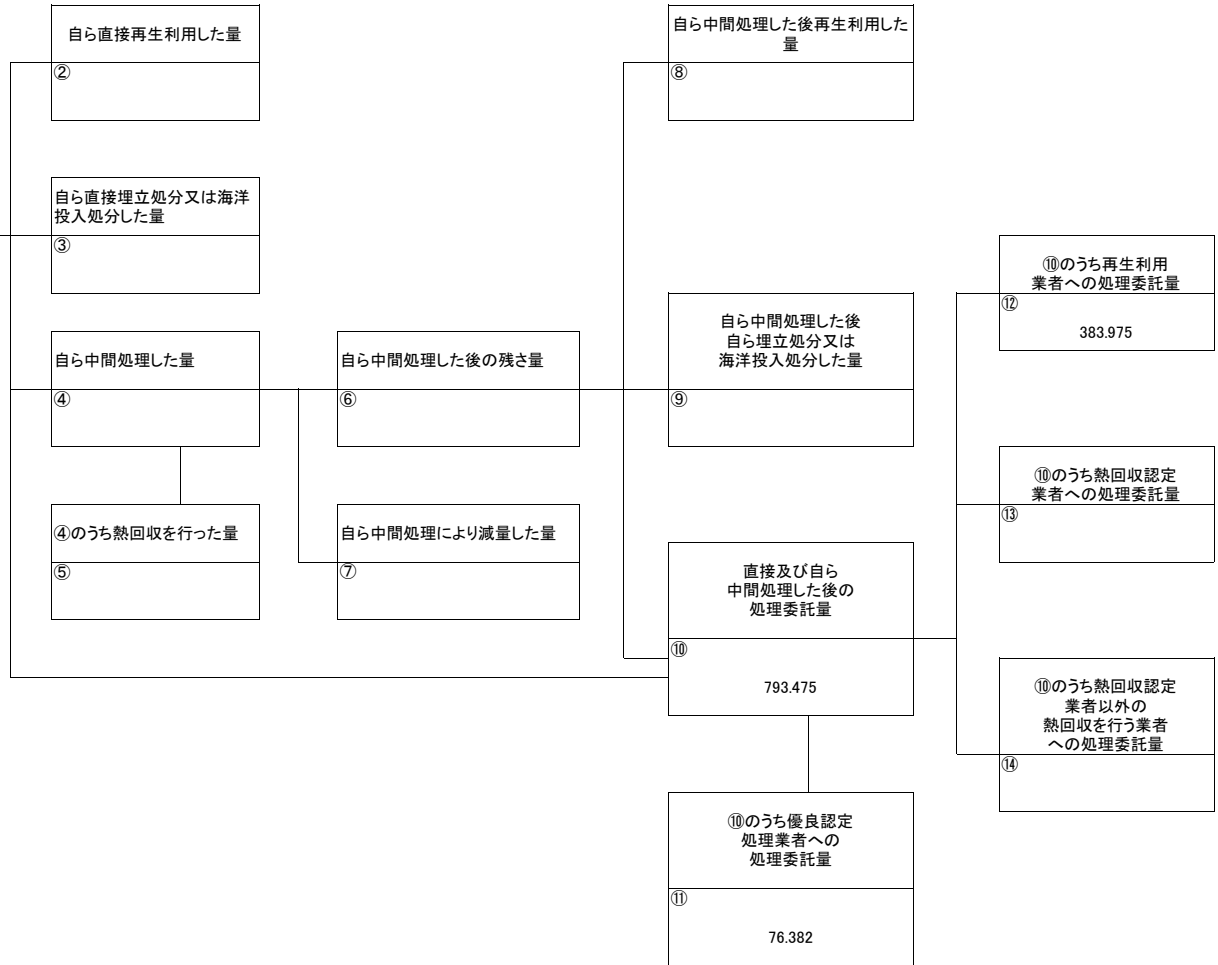 自ら直接再生利用した量
②
自ら直接埋立処分又は海洋
投入処分した量
③
自ら中間処理した量
④
④のうち熱回収を行った量
⑤
自ら中間処理した後の残さ量
⑥
自ら中間処理により減量した量
⑦
自ら中間処理した後再生利用した
量
⑧
自ら中間処理した後
自ら埋立処分又は
海洋投入処分した量
⑨
直接及び自ら
中間処理した後の
処理委託量
⑩
793.475
⑩のうち優良認定
処理業者への
処理委託量
⑪
76.382
⑩のうち再生利用
業者への処理委託量
⑫
383.975
⑩のうち熱回収認定
業者への処理委託量
⑬
⑩のうち熱回収認定
業者以外の
熱回収を行う業者
への処理委託量
⑭